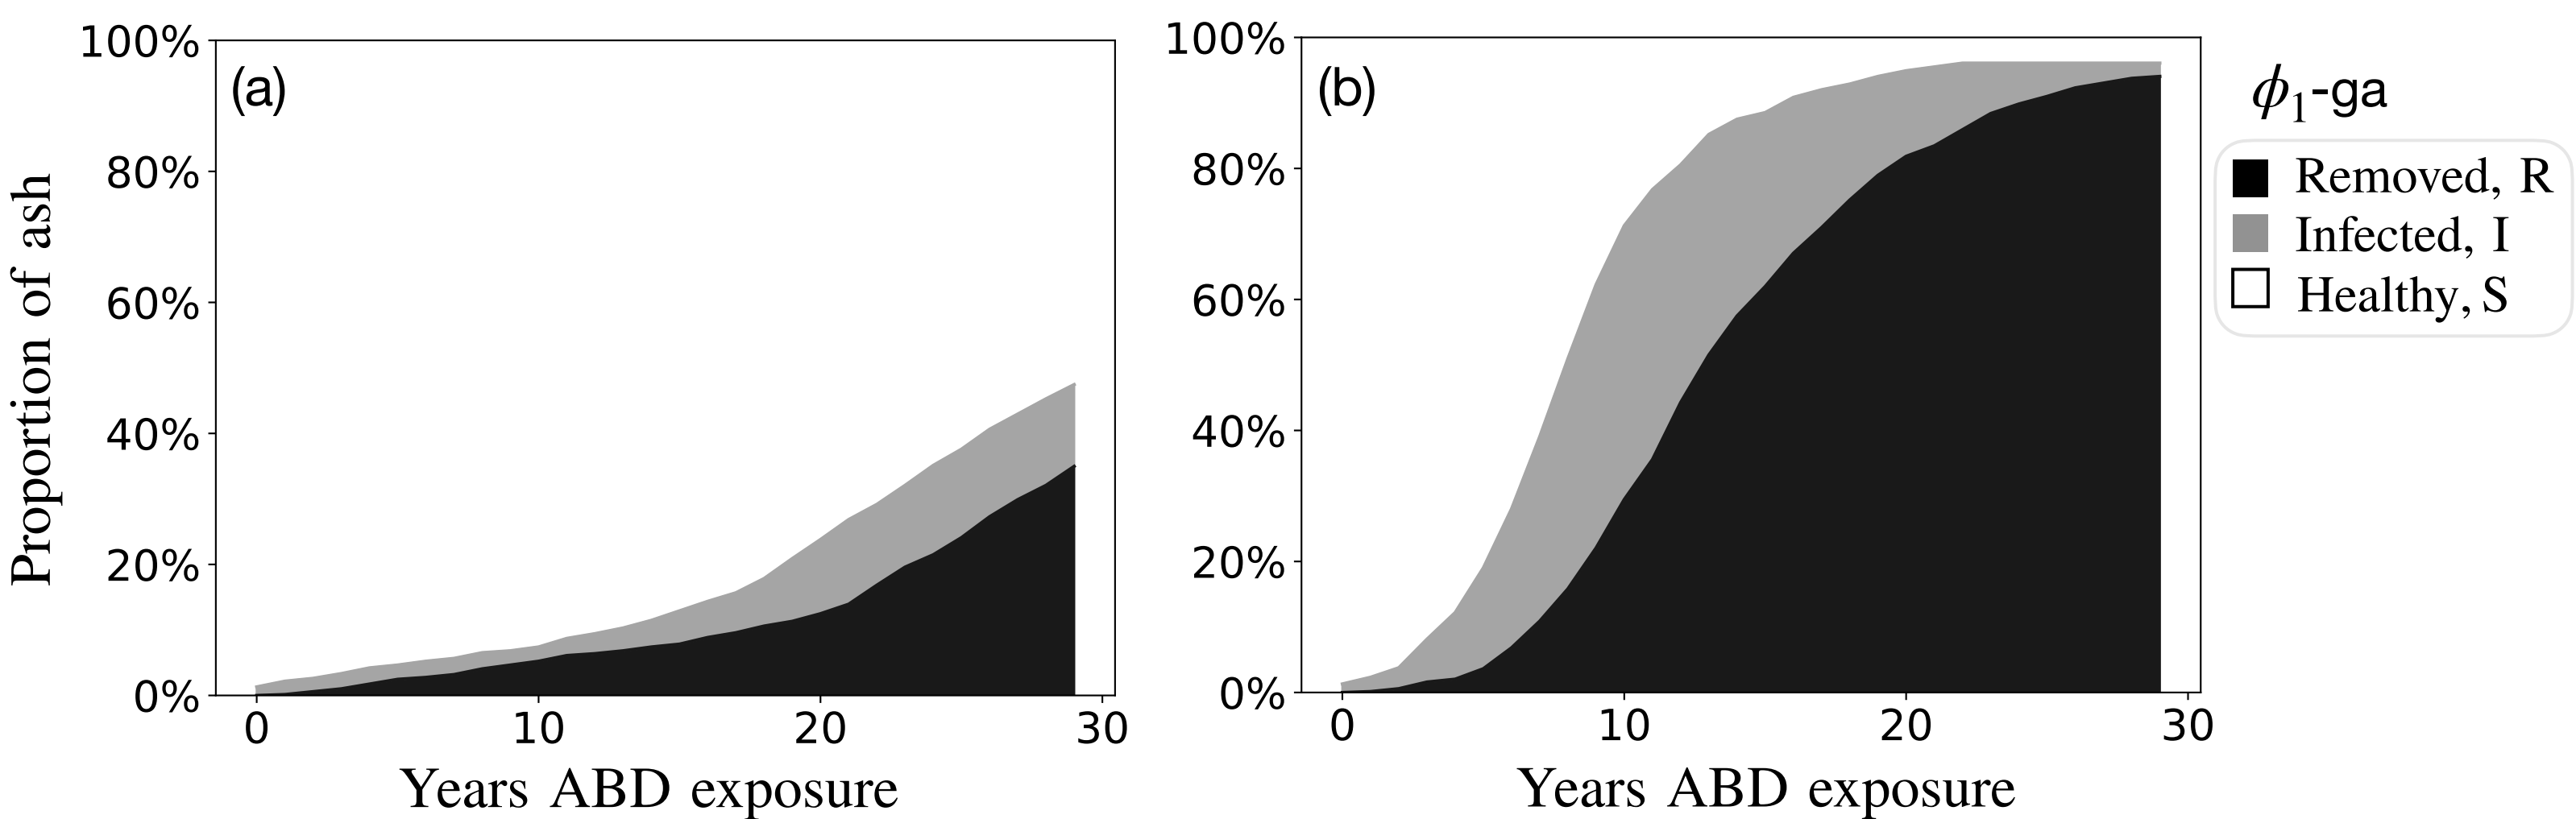 (a)
100%
80%
60%
40%
20%
0%
0 10 20 30
Proportion of ash
Years ABD exposure
(b)
100%
80%
60%
40%
20%
0%
0 10 20 30
Years ABD exposure
ϕ₁-ga
Removed, R
Infected, I
Healthy, S